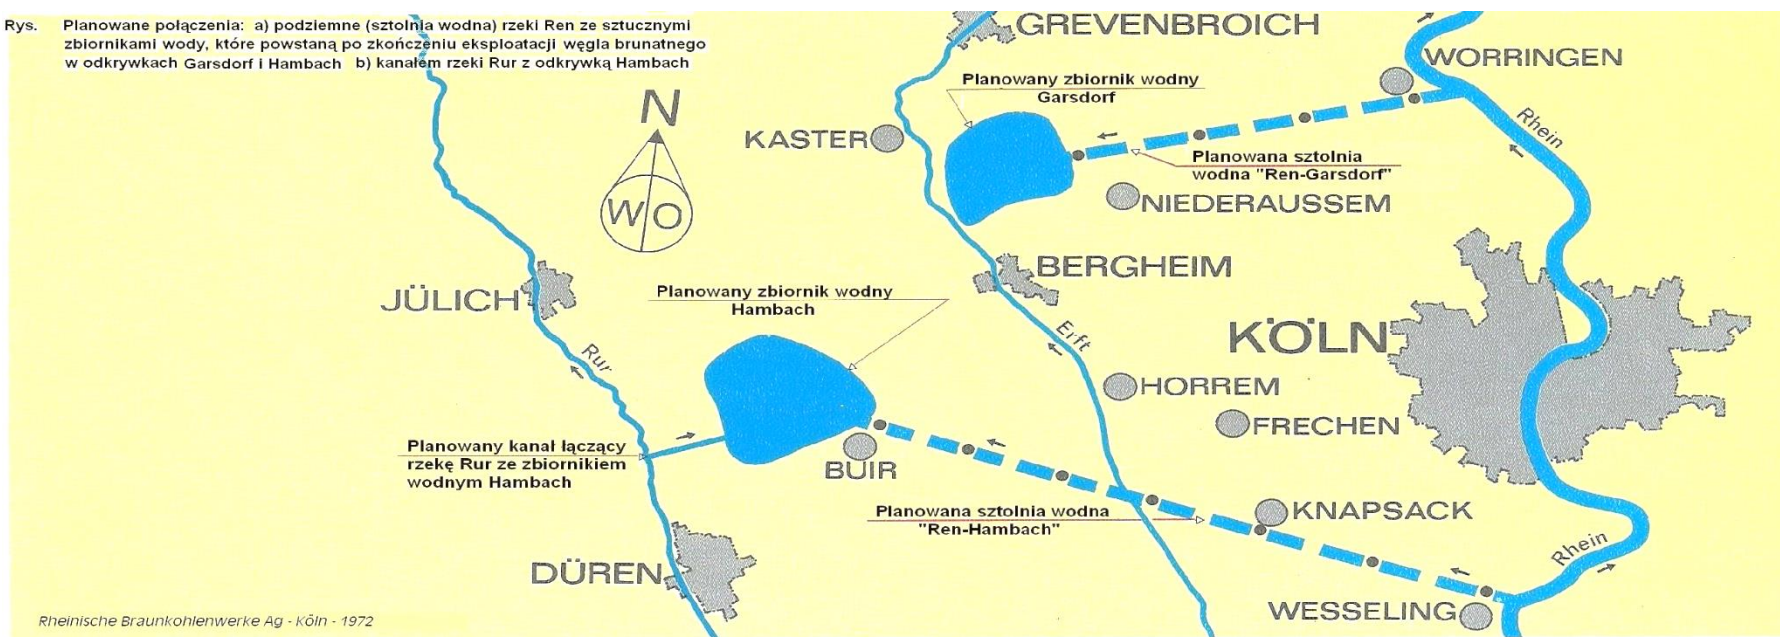 Rys. Planowane połączenia: a) podziemne (sztolnia wodna) rzeki Ren ze sztucznymi
zbiornikami wody, które powstaną po zkończeniu eksploatacji węgla brunatnego
w odkrywkach Garsdorf i Hambach b) kanałem rzeki Rur z odkrywką Hambach
GREVENBROICH
WORRINGEN
Planowany zbiornik wodny
Garsdorf
N
KASTER
Rhein
Planowana sztolnia
wodna "Ren-Garsdorf"
W O
NIEDERAUSSEM
BERGHEIM
JÜLICH
Planowany zbiornik wodny
Hambach
Erft
KÖLN
Rur
HORREM
FRECHEN
Planowany kanał łączący
rzekę Rur ze zbiornikiem
wodnym Hambach
BUIR
Planowana sztolnia wodna
"Ren-Hambach"
KNAPSACK
Rhein
DÜREN
WESSELING
Rheinische Braunkohlenwerke Ag - Köln - 1972